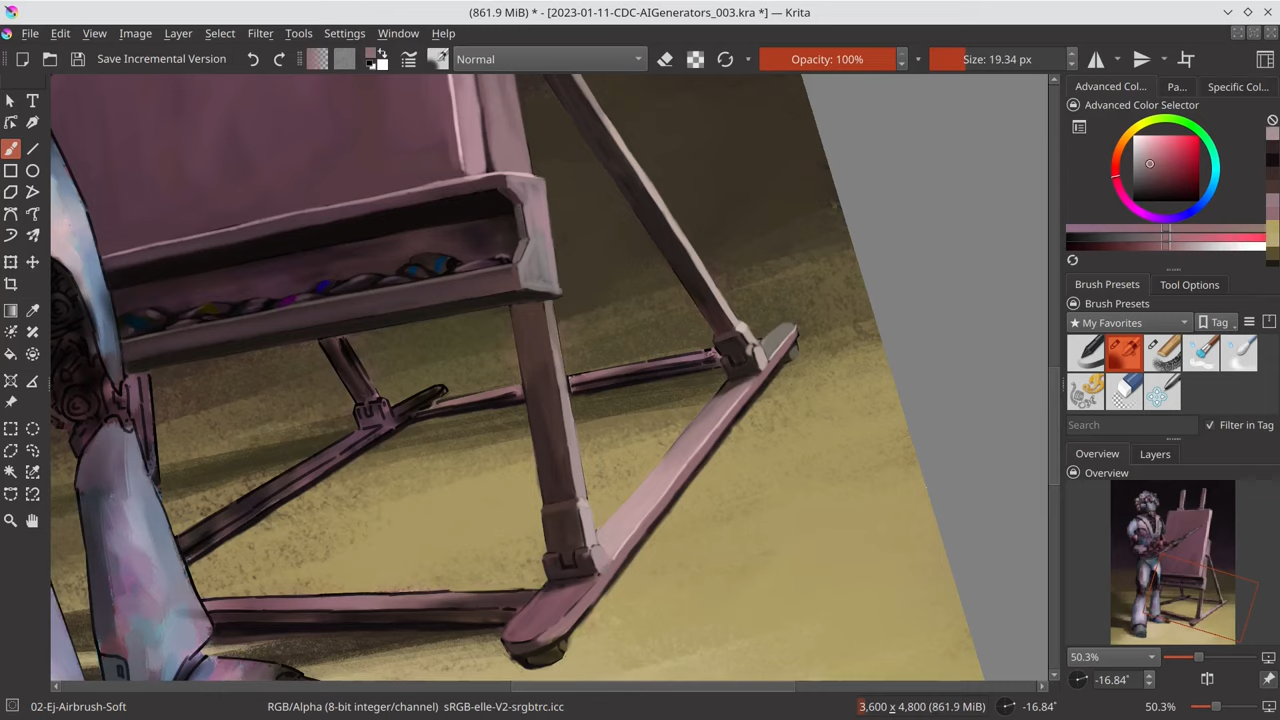 (861.9 MiB) * - [2023-01-11-CDC-AIGenerators_003.kra *] — Krita
File Edit View Image Layer Select Filter Tools Settings Window Help
Save Incremental Version Normal Opacity: 100% Size: 19.34 px
Advanced Col... Pa... Specific Col...
Advanced Color Selector
Brush Presets Tool Options
Brush Presets
★ My Favorites Tag
Search Filter in Tag
Overview Layers
Overview
50.3%
-16.84°
02-Ej-Airbrush-Soft RGB/Alpha (8-bit integer/channel) sRGB-elle-V2-srgbtrc.icc 3,600 x 4,800 (861.9 MiB) -16.84° 50.3%